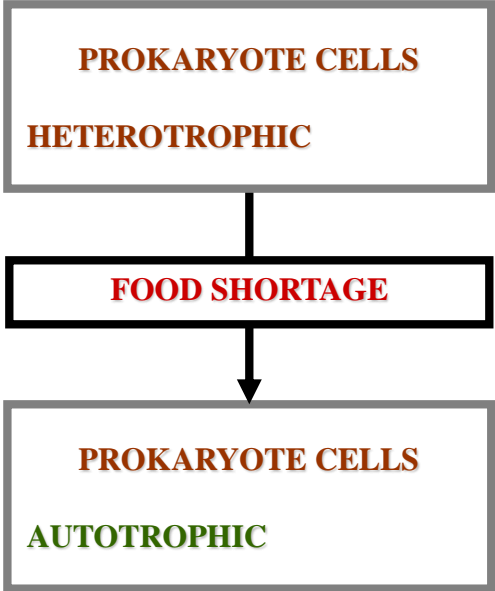 PROKARYOTE CELLS
HETEROTROPHIC
FOOD SHORTAGE
PROKARYOTE CELLS
AUTOTROPHIC